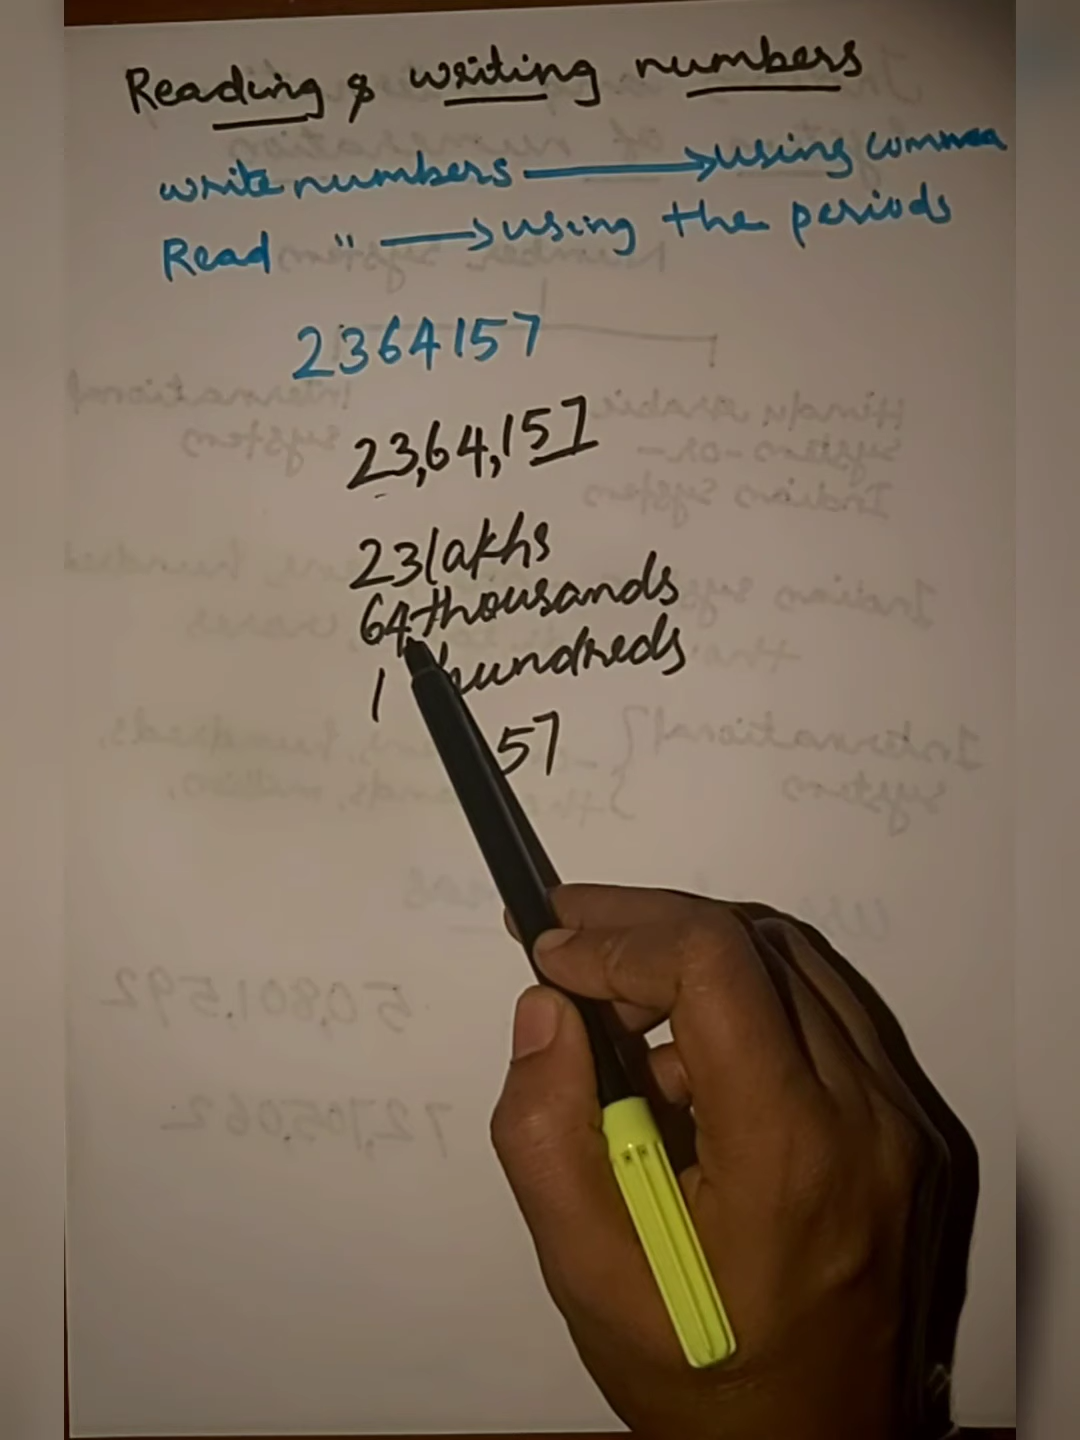 Reading & writing numbers
write numbers → using comma
Read " → using the periods
2364157
23,64,157
23 lakhs
64 thousands
1 hundreds
57